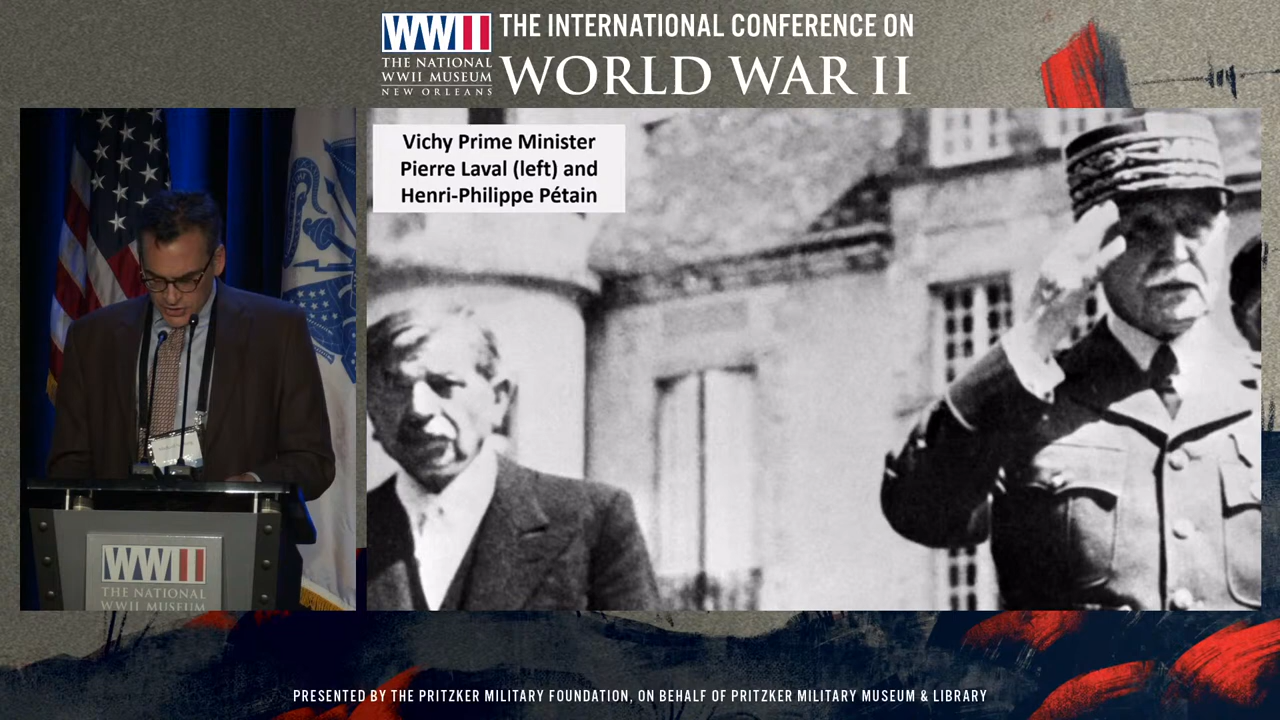 WWII
THE NATIONAL
WWII MUSEUM
NEW ORLEANS
THE INTERNATIONAL CONFERENCE ON
WORLD WAR II
Vichy Prime Minister
Pierre Laval (left) and
Henri-Philippe Pétain
WWII
THE NATIONAL
WWII MUSEUM
PRESENTED BY THE PRITZKER MILITARY FOUNDATION, ON BEHALF OF PRITZKER MILITARY MUSEUM & LIBRARY